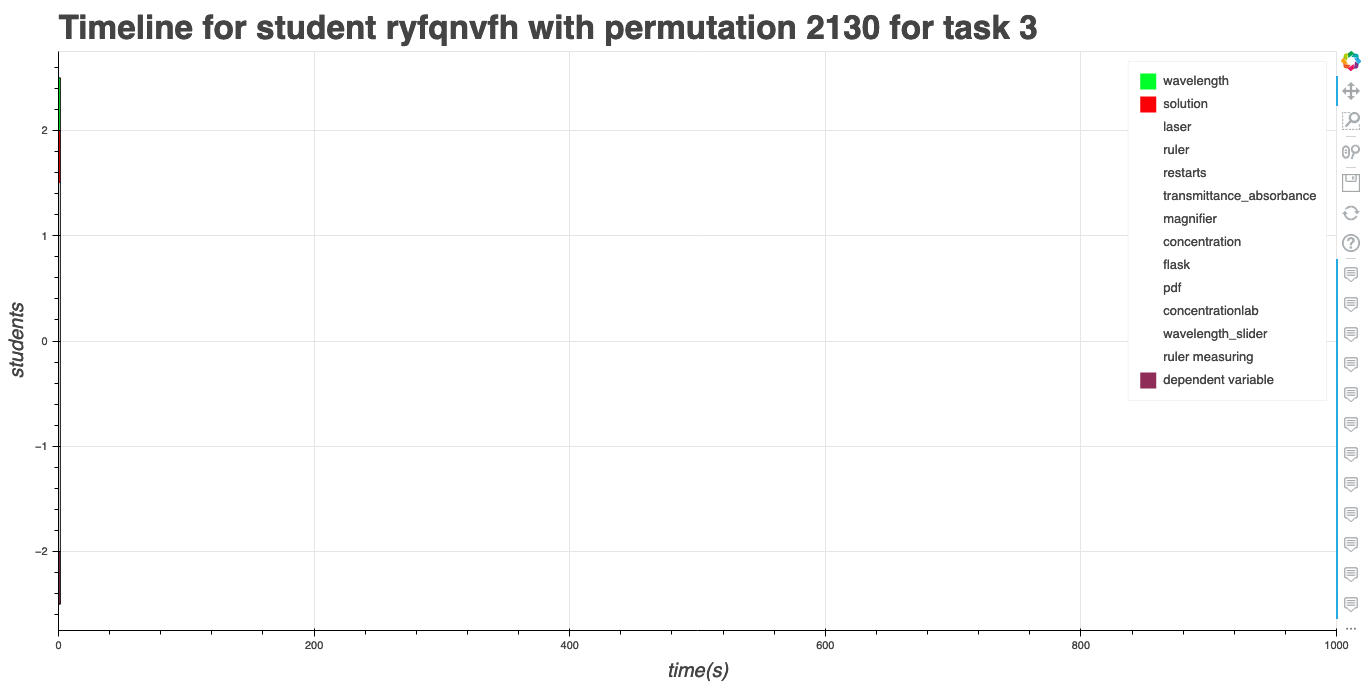 Timeline for student ryfqnvfh with permutation 2130 for task 3
wavelength
solution
laser
ruler
restarts
transmittance_absorbance
magnifier
concentration
flask
pdf
concentrationlab
wavelength_slider
ruler measuring
dependent variable
students
2
1
0
−1
−2
0 200 400 600 800 1000
time(s)